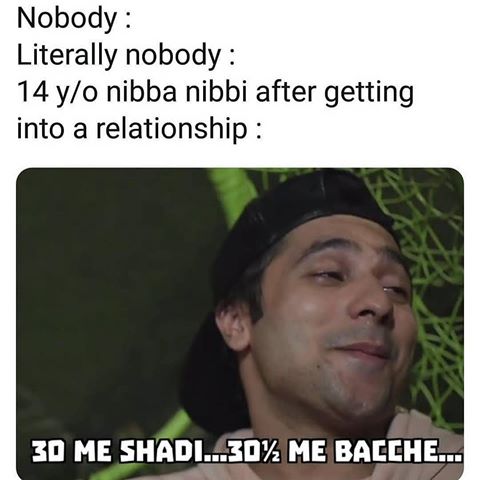 Nobody :
Literally nobody :
14 y/o nibba nibbi after getting
into a relationship :
30 ME SHADI...30½ ME BACCHE...